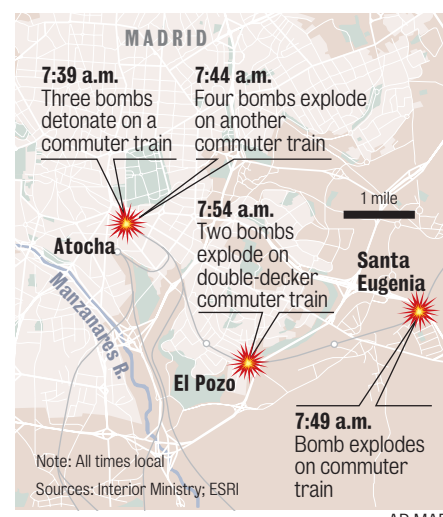 MADRID
7:39 a.m.
Three bombs
detonate on a
commuter train
7:44 a.m.
Four bombs explode
on another
commuter train
1 mile
7:54 a.m.
Two bombs
explode on
double-decker
commuter train
Atocha
Santa
Eugenia
Manzanares R.
El Pozo
7:49 a.m.
Bomb explodes
on commuter
train
Note: All times local
Sources: Interior Ministry; ESRI